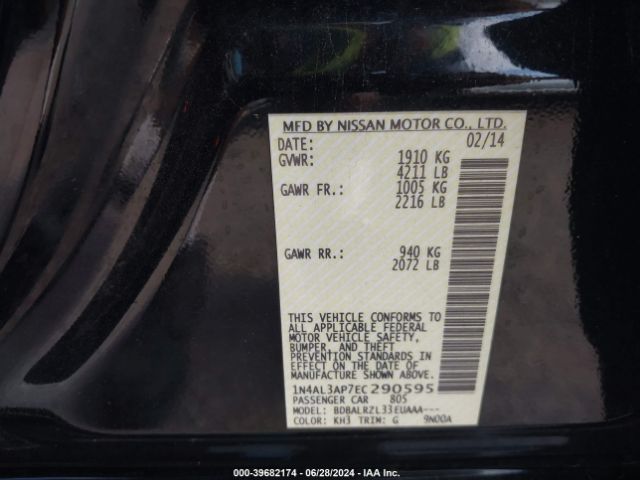 MFD BY NISSAN MOTOR CO., LTD.
DATE: 02/14
GVWR: 1910 KG
4211 LB
GAWR FR.: 1005 KG
2216 LB
GAWR RR.: 940 KG
2072 LB
THIS VEHICLE CONFORMS TO
ALL APPLICABLE FEDERAL
MOTOR VEHICLE SAFETY,
BUMPER, AND THEFT
PREVENTION STANDARDS
IN EFFECT ON THE DATE OF
MANUFACTURE SHOWN ABOVE.
1N4AL3AP7EC290595
PASSENGER CAR 805
MODEL: BDBALRZL33EUAAA---
COLOR: KH3 TRIM: G 9N00A
000-39682174 | 06/28/2024 | IAA Inc.